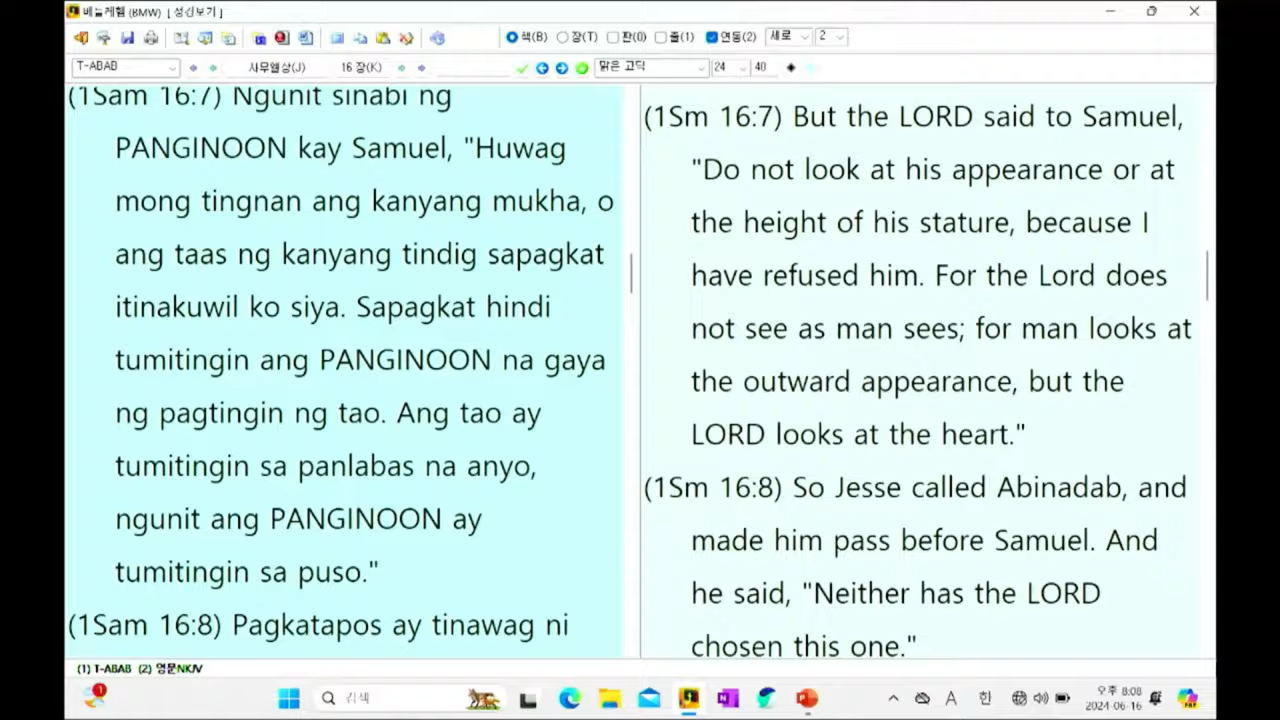 베들레헴 (BMW) [ 성경보기 ]
책(B) 장(T) 판(0) 줄(1) 연동(2) 세로 2
T-ABAB 사무엘상(J) 16 장(K) 맑은 고딕 24 40
(1Sam 16:7) Ngunit sinabi ng
PANGINOON kay Samuel, "Huwag
mong tingnan ang kanyang mukha, o
ang taas ng kanyang tindig sapagkat
itinakuwil ko siya. Sapagkat hindi
tumitingin ang PANGINOON na gaya
ng pagtingin ng tao. Ang tao ay
tumitingin sa panlabas na anyo,
ngunit ang PANGINOON ay
tumitingin sa puso."
(1Sam 16:8) Pagkatapos ay tinawag ni
(1Sm 16:7) But the LORD said to Samuel,
"Do not look at his appearance or at
the height of his stature, because I
have refused him. For the Lord does
not see as man sees; for man looks at
the outward appearance, but the
LORD looks at the heart."
(1Sm 16:8) So Jesse called Abinadab, and
made him pass before Samuel. And
he said, "Neither has the LORD
chosen this one."
(1) T-ABAB (2) 영문NKJV
1
검색
A 한
오후 8:08
2024-06-16